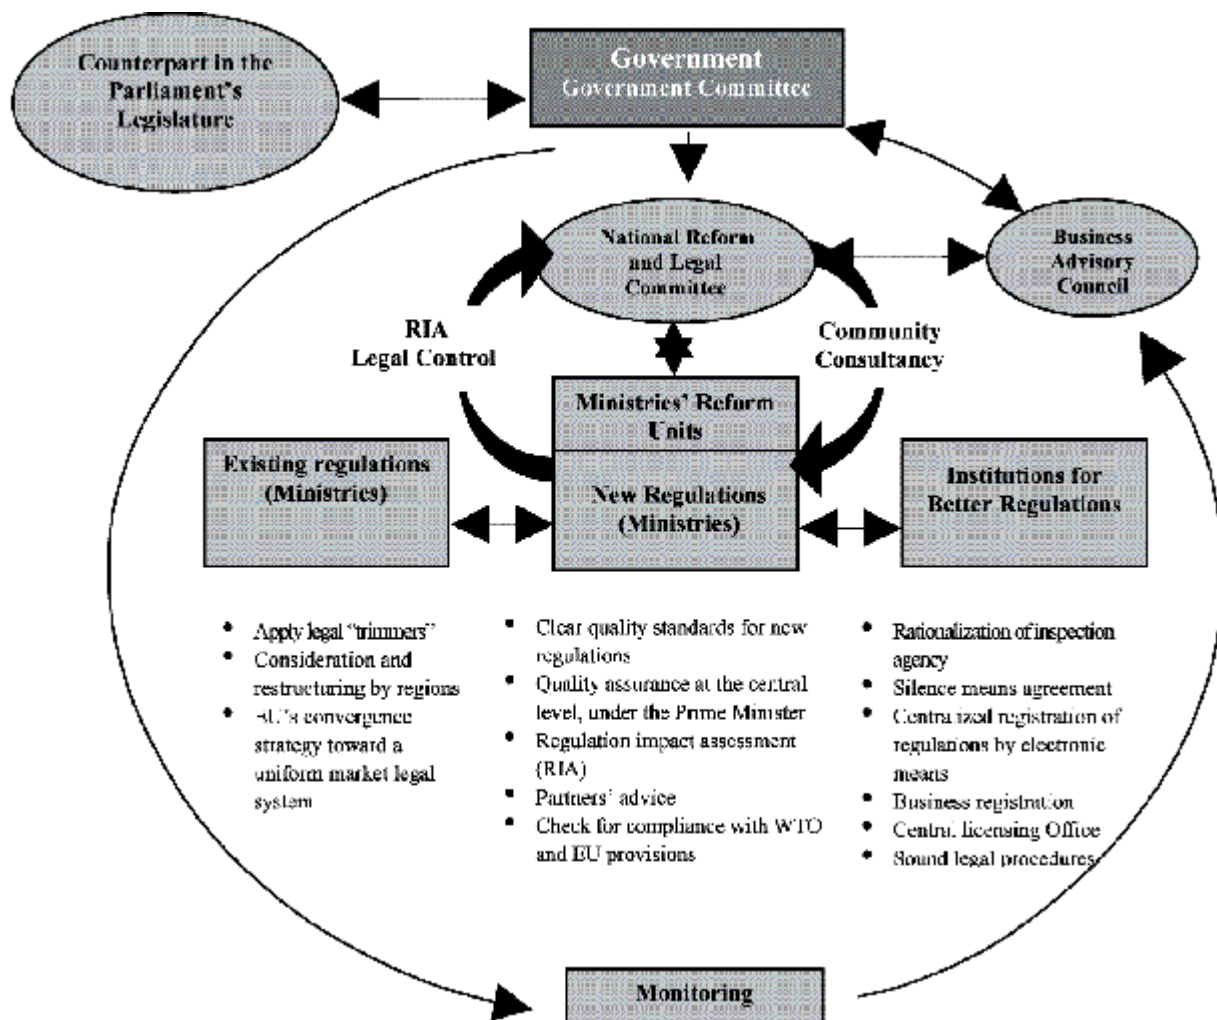 Counterpart in the
Parliament's
Legislature
Government
Government Committee
National Reform
and Legal
Committee
Business
Advisory
Council
RIA
Legal Control
Community
Consultancy
Ministries' Reform
Units
Existing regulations
(Ministries)
New Regulations
(Ministries)
Institutions for
Better Regulations
• Apply legal "trimmers"
• Consideration and
restructuring by regions
• EU's convergence
strategy toward a
uniform market legal
system
• Clear quality standards for new
regulations
• Quality assurance at the central
level, under the Prime Minister
• Regulation impact assessment
(RIA)
• Partners' advice
• Check for compliance with WTO
and EU provisions
• Rationalization of inspection
agency
• Silence means agreement
• Centralized registration of
regulations by electronic
means
• Business registration
• Central licensing Office
• Sound legal procedures
Monitoring